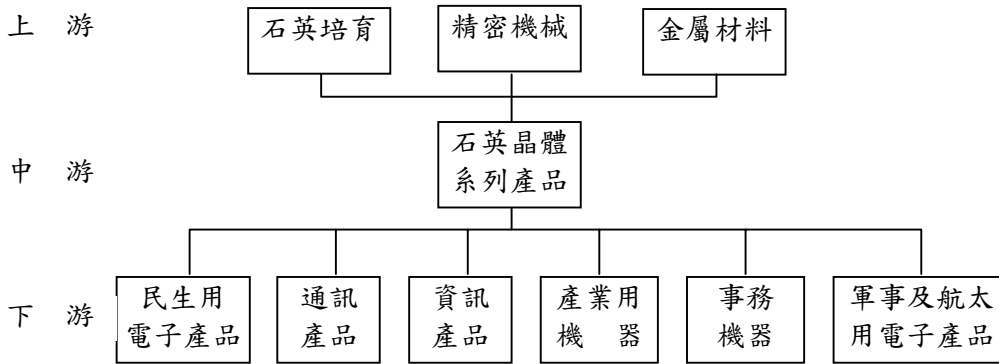 上 游
石英培育
精密機械
金屬材料
中 游
石英晶體
系列產品
下 游
民生用
電子產品
通訊
產品
資訊
產品
產業用
機 器
事務
機器
軍事及航太
用電子產品